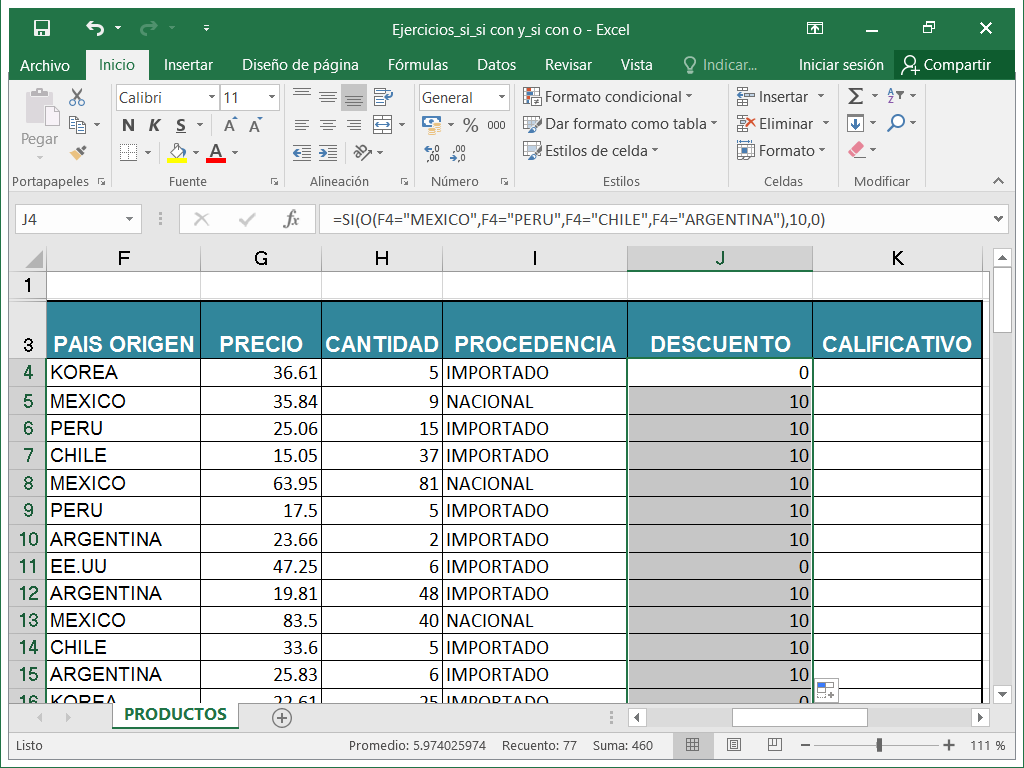 Ejercicios_si_si con y_si con o - Excel
Archivo Inicio Insertar Diseño de página Fórmulas Datos Revisar Vista Indicar... Iniciar sesión Compartir
Calibri 11 General Formato condicional Insertar Σ
Pegar N K S A A % 000 Dar formato como tabla Eliminar
A Estilos de celda Formato
Portapapeles Fuente Alineación Número Estilos Celdas Modificar
J4 fx =SI(O(F4="MEXICO",F4="PERU",F4="CHILE",F4="ARGENTINA"),10,0)
F G H I J K
1
3 PAIS ORIGEN PRECIO CANTIDAD PROCEDENCIA DESCUENTO CALIFICATIVO
4 KOREA 36.61 5 IMPORTADO 0
5 MEXICO 35.84 9 NACIONAL 10
6 PERU 25.06 15 IMPORTADO 10
7 CHILE 15.05 37 IMPORTADO 10
8 MEXICO 63.95 81 NACIONAL 10
9 PERU 17.5 5 IMPORTADO 10
10 ARGENTINA 23.66 2 IMPORTADO 10
11 EE.UU 47.25 6 IMPORTADO 0
12 ARGENTINA 19.81 48 IMPORTADO 10
13 MEXICO 83.5 40 NACIONAL 10
14 CHILE 33.6 5 IMPORTADO 10
15 ARGENTINA 25.83 6 IMPORTADO 10
16 KOREA 22.61 25 IMPORTADO 0
PRODUCTOS
Listo Promedio: 5.974025974 Recuento: 77 Suma: 460 111 %